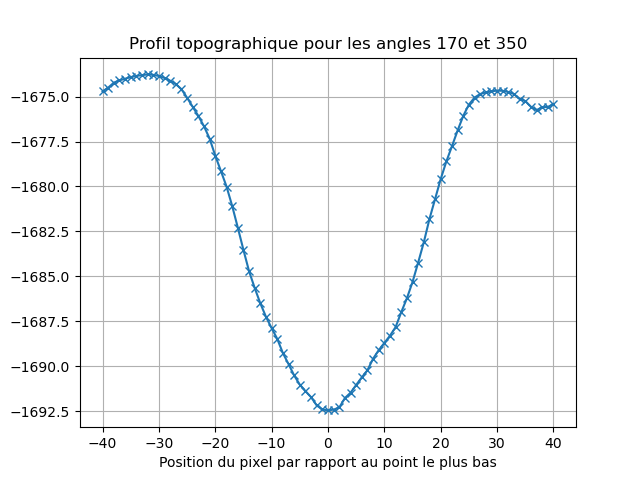 Profil topographique pour les angles 170 et 350
−1675.0
−1677.5
−1680.0
−1682.5
−1685.0
−1687.5
−1690.0
−1692.5
−40 −30 −20 −10 0 10 20 30 40
Position du pixel par rapport au point le plus bas